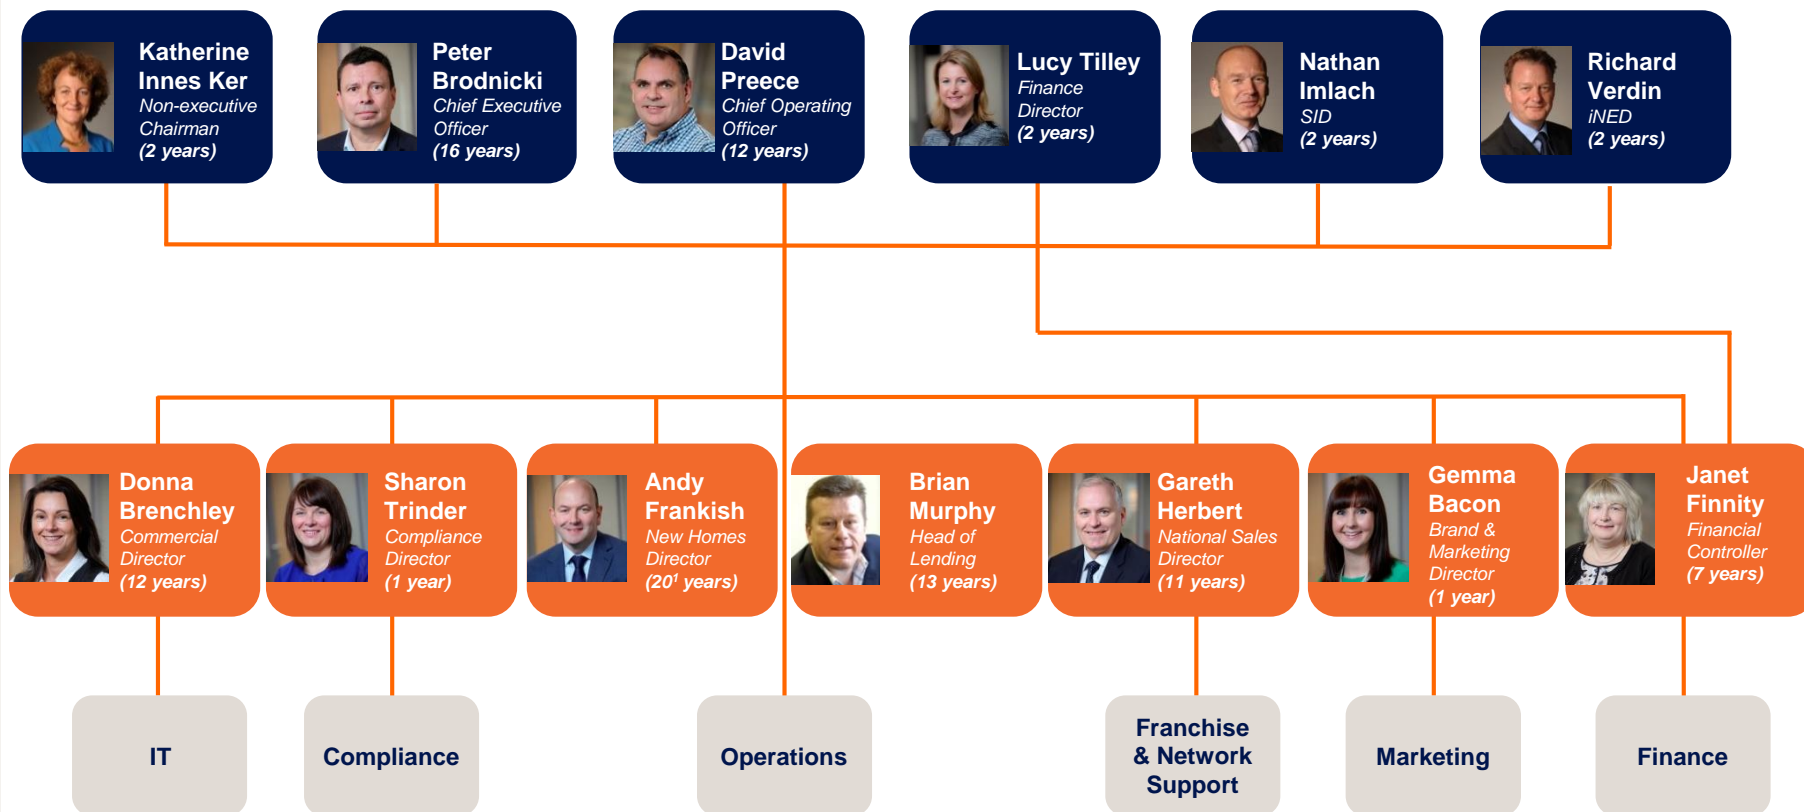 Katherine
Innes Ker
Non-executive
Chairman
(2 years)
Peter
Brodnicki
Chief Executive
Officer
(16 years)
David
Preece
Chief Operating
Officer
(12 years)
Lucy Tilley
Finance
Director
(2 years)
Nathan
Imlach
SID
(2 years)
Richard
Verdin
iNED
(2 years)
Donna
Brenchley
Commercial
Director
(12 years)
Sharon
Trinder
Compliance
Director
(1 year)
Andy
Frankish
New Homes
Director
(20¹ years)
Brian
Murphy
Head of
Lending
(13 years)
Gareth
Herbert
National Sales
Director
(11 years)
Gemma
Bacon
Brand &
Marketing
Director
(1 year)
Janet
Finnity
Financial
Controller
(7 years)
IT
Compliance
Operations
Franchise
& Network
Support
Marketing
Finance